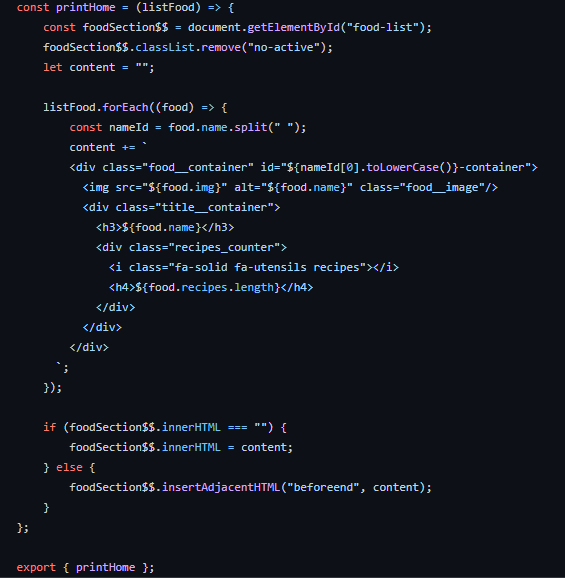 const printHome = (listFood) => {
    const foodSection$$ = document.getElementById("food-list");
    foodSection$$.classList.remove("no-active");
    let content = "";

    listFood.forEach((food) => {
        const nameId = food.name.split(" ");
        content += `
        <div class="food__container" id="${nameId[0].toLowerCase()}-container">
          <img src="${food.img}" alt="${food.name}" class="food__image"/>
          <div class="title__container">
            <h3>${food.name}</h3>
            <div class="recipes_counter">
              <i class="fa-solid fa-utensils recipes"></i>
              <h4>${food.recipes.length}</h4>
            </div>
          </div>
        </div>
      `;
    });

    if (foodSection$$.innerHTML === "") {
        foodSection$$.innerHTML = content;
    } else {
        foodSection$$.insertAdjacentHTML("beforeend", content);
    }
};

export { printHome };